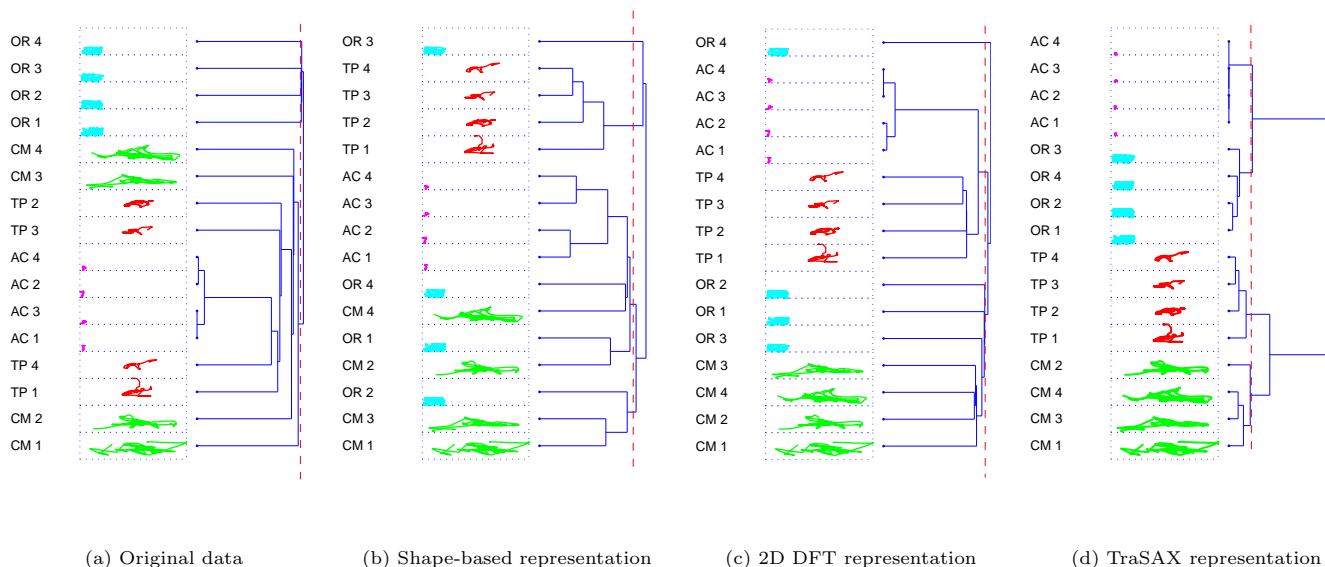 OR 4
OR 3
OR 2
OR 1
CM 4
CM 3
TP 2
TP 3
AC 4
AC 2
AC 3
AC 1
TP 4
TP 1
CM 2
CM 1
(a) Original data
OR 3
TP 4
TP 3
TP 2
TP 1
AC 4
AC 3
AC 2
AC 1
OR 4
CM 4
OR 1
CM 2
OR 2
CM 3
CM 1
(b) Shape-based representation
OR 4
AC 4
AC 3
AC 2
AC 1
TP 4
TP 3
TP 2
TP 1
OR 2
OR 1
OR 3
CM 3
CM 4
CM 2
CM 1
(c) 2D DFT representation
AC 4
AC 3
AC 2
AC 1
OR 3
OR 4
OR 2
OR 1
TP 4
TP 3
TP 2
TP 1
CM 2
CM 4
CM 3
CM 1
(d) TraSAX representation